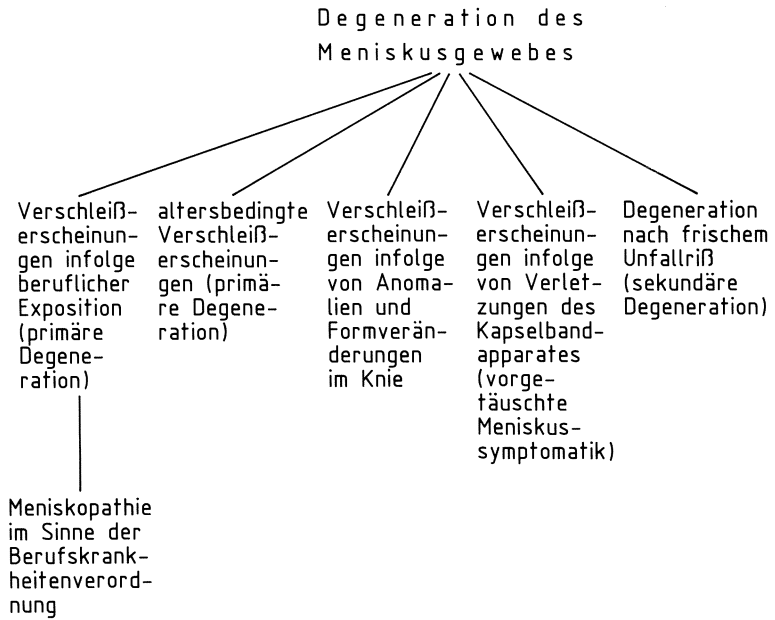 Degeneration des
Meniskusgewebes
Verschleiß-
erscheinun-
gen infolge
beruflicher
Exposition
(primäre
Degene-
ration)
altersbedingte
Verschleiß-
erscheinun-
gen (primä-
re Degene-
ration)
Verschleiß-
erscheinun-
gen infolge
von Anoma-
lien und
Formverän-
derungen
im Knie
Verschleiß-
erscheinun-
gen infolge
von Verlet-
zungen des
Kapselband-
apparates
(vorge-
täuschte
Meniskus-
symptomatik)
Degeneration
nach frischem
Unfallriß
(sekundäre
Degeneration)
Meniskopathie
im Sinne der
Berufskrank-
heitenverord-
nung